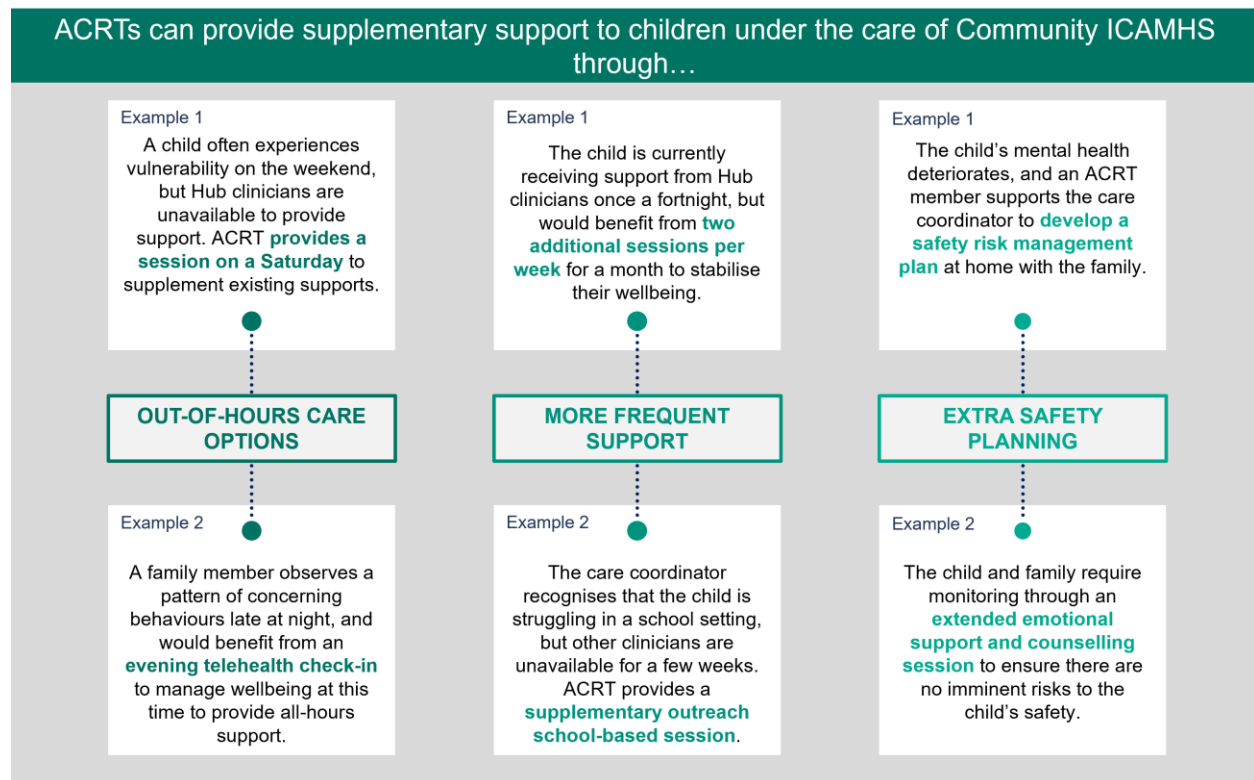 ACRTs can provide supplementary support to children under the care of Community ICAMHS
through…
Example 1
A child often experiences
vulnerability on the weekend,
but Hub clinicians are
unavailable to provide
support. ACRT provides a
session on a Saturday to
supplement existing supports.
OUT-OF-HOURS CARE
OPTIONS
Example 2
A family member observes a
pattern of concerning
behaviours late at night, and
would benefit from an
evening telehealth check-in
to manage wellbeing at this
time to provide all-hours
support.
Example 1
The child is currently
receiving support from Hub
clinicians once a fortnight, but
would benefit from two
additional sessions per
week for a month to stabilise
their wellbeing.
MORE FREQUENT
SUPPORT
Example 2
The care coordinator
recognises that the child is
struggling in a school setting,
but other clinicians are
unavailable for a few weeks.
ACRT provides a
supplementary outreach
school-based session.
Example 1
The child’s mental health
deteriorates, and an ACRT
member supports the care
coordinator to develop a
safety risk management
plan at home with the family.
EXTRA SAFETY
PLANNING
Example 2
The child and family require
monitoring through an
extended emotional
support and counselling
session to ensure there are
no imminent risks to the
child’s safety.